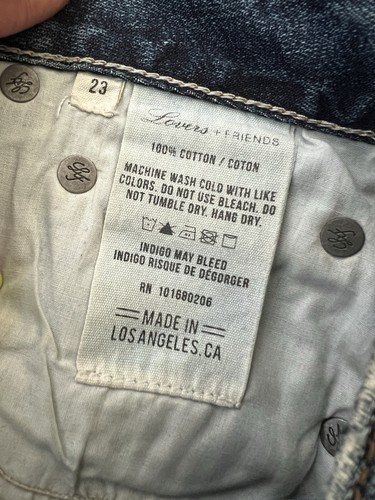 23
Lovers + FRIENDS
100% COTTON / COTON
MACHINE WASH COLD WITH LIKE
COLORS. DO NOT USE BLEACH. DO
NOT TUMBLE DRY. HANG DRY.
INDIGO MAY BLEED
INDIGO RISQUE DE DÉGORGER
RN 101680206
MADE IN
LOS ANGELES, CA